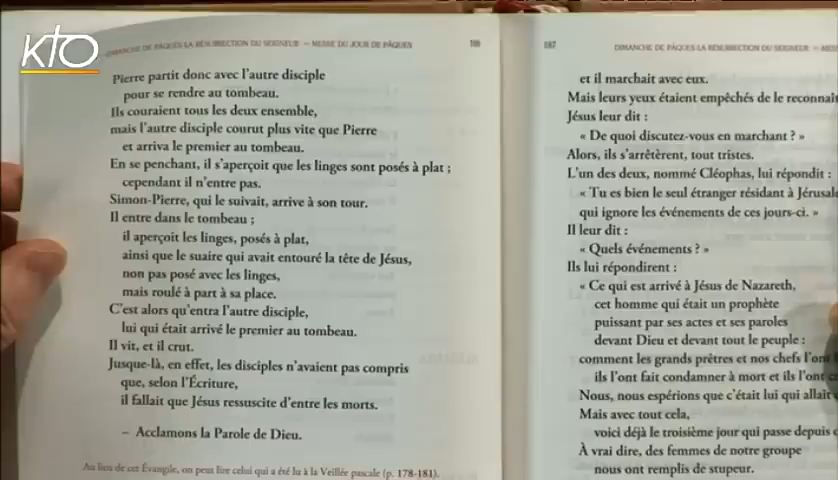 KTO
DIMANCHE DE PÂQUES LA RÉSURRECTION DU SEIGNEUR – MESSE DU JOUR DE PÂQUES
186
Pierre partit donc avec l'autre disciple
pour se rendre au tombeau.
Ils couraient tous les deux ensemble,
mais l'autre disciple courut plus vite que Pierre
et arriva le premier au tombeau.
En se penchant, il s'aperçoit que les linges sont posés à plat ;
cependant il n'entre pas.
Simon-Pierre, qui le suivait, arrive à son tour.
Il entre dans le tombeau ;
il aperçoit les linges, posés à plat,
ainsi que le suaire qui avait entouré la tête de Jésus,
non pas posé avec les linges,
mais roulé à part à sa place.
C'est alors qu'entra l'autre disciple,
lui qui était arrivé le premier au tombeau.
Il vit, et il crut.
Jusque-là, en effet, les disciples n'avaient pas compris
que, selon l'Écriture,
il fallait que Jésus ressuscite d'entre les morts.
– Acclamons la Parole de Dieu.
Au lieu de cet Évangile, on peut lire celui qui a été lu à la Veillée pascale (p. 178-181).
187
DIMANCHE DE PÂQUES LA RÉSURRECTION DU SEIGNEUR –
et il marchait avec eux.
Mais leurs yeux étaient empêchés de le reconnaît
Jésus leur dit :
« De quoi discutez-vous en marchant ? »
Alors, ils s'arrêtèrent, tout tristes.
L'un des deux, nommé Cléophas, lui répondit :
« Tu es bien le seul étranger résidant à Jérusale
qui ignore les événements de ces jours-ci. »
Il leur dit :
« Quels événements ? »
Ils lui répondirent :
« Ce qui est arrivé à Jésus de Nazareth,
cet homme qui était un prophète
puissant par ses actes et ses paroles
devant Dieu et devant tout le peuple :
comment les grands prêtres et nos chefs l'ont
ils l'ont fait condamner à mort et ils l'ont
Nous, nous espérions que c'était lui qui allait
Mais avec tout cela,
voici déjà le troisième jour qui passe depuis
À vrai dire, des femmes de notre groupe
nous ont remplis de stupeur.